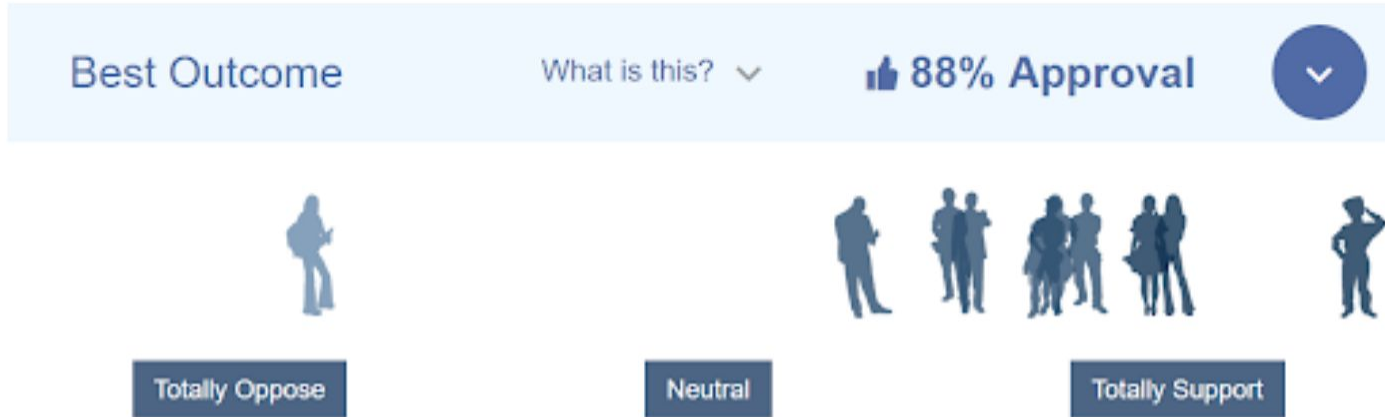 Best Outcome What is this? 88% Approval
Totally Oppose Neutral Totally Support